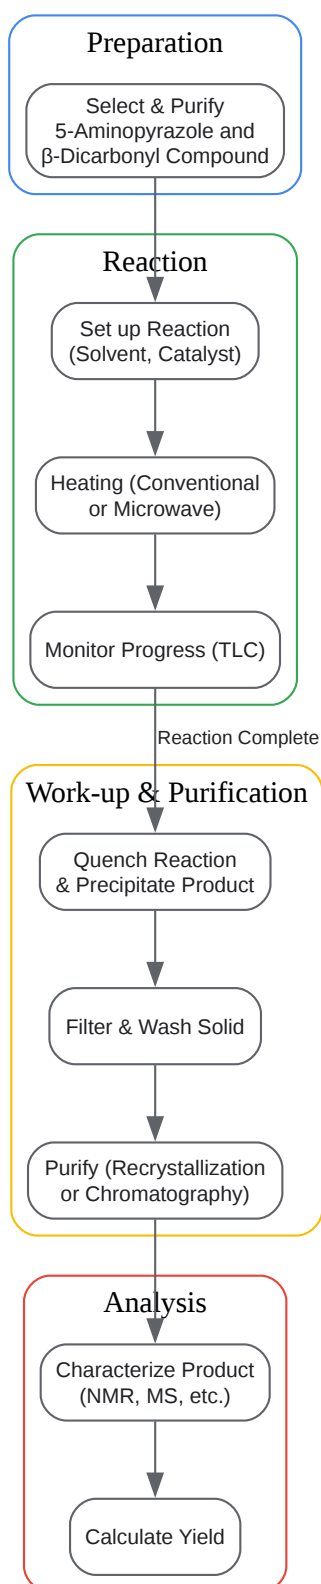 Preparation
Select & Purify
5-Aminopyrazole and
β-Dicarbonyl Compound
Reaction
Set up Reaction
(Solvent, Catalyst)
Heating (Conventional
or Microwave)
Monitor Progress (TLC)
Reaction Complete
Work-up & Purification
Quench Reaction
& Precipitate Product
Filter & Wash Solid
Purify (Recrystallization
or Chromatography)
Analysis
Characterize Product
(NMR, MS, etc.)
Calculate Yield